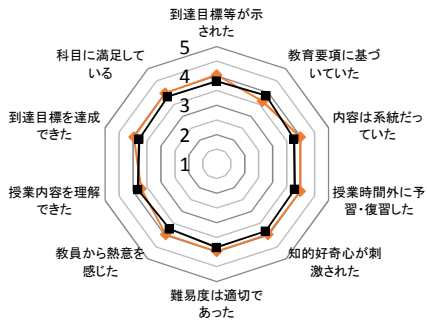 到達目標等が示
された
教育要項に基づ
いていた
内容は系統だっ
ていた
授業時間外に予
習・復習した
知的好奇心が刺
激された
難易度は適切で
あった
教員から熱意を
感じた
授業内容を理解
できた
到達目標を達成
できた
科目に満足して
いる
5
4
3
2
1